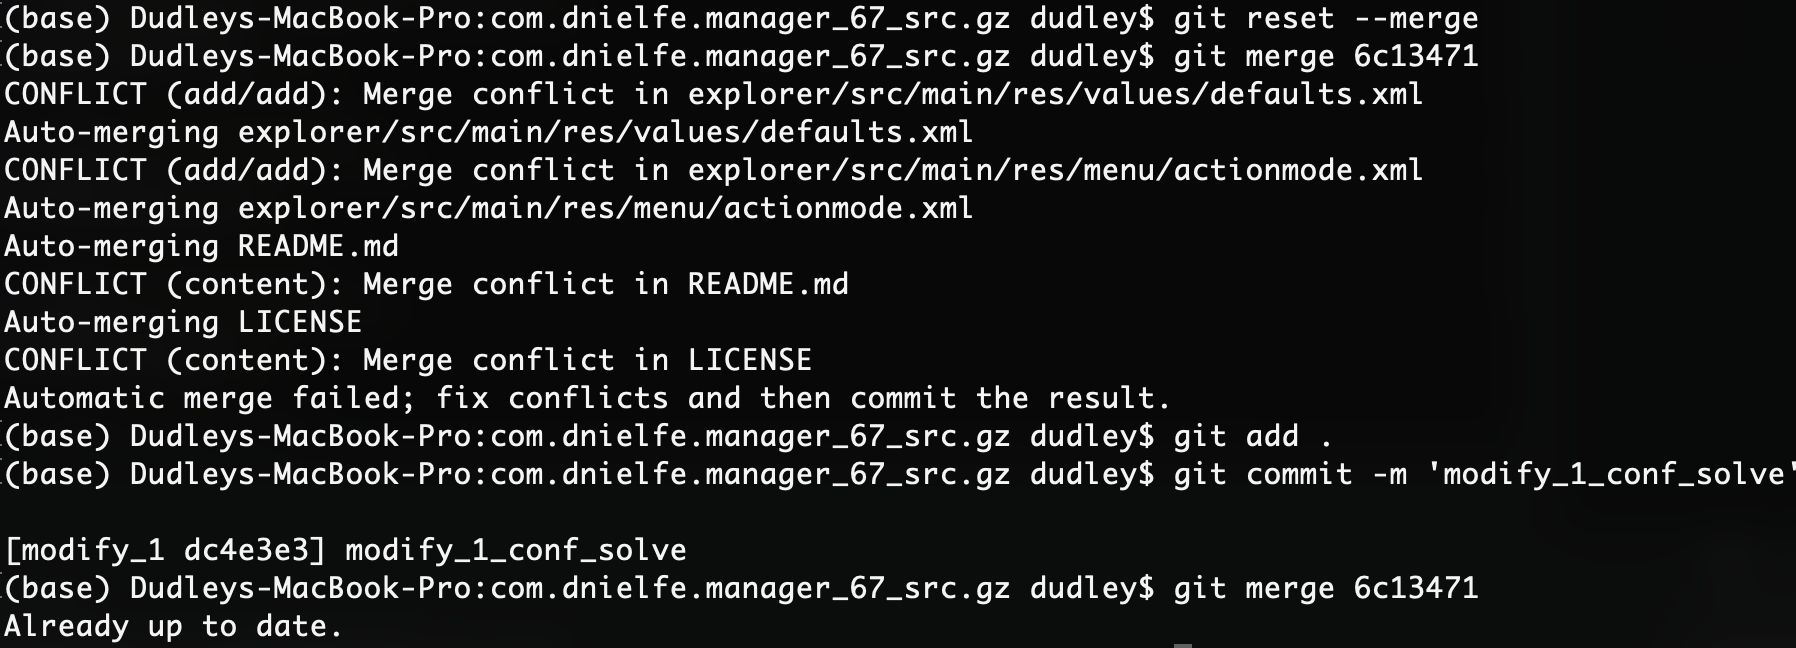 (base) Dudleys-MacBook-Pro:com.dnielfe.manager_67_src.gz dudley$ git reset --merge
(base) Dudleys-MacBook-Pro:com.dnielfe.manager_67_src.gz dudley$ git merge 6c13471
CONFLICT (add/add): Merge conflict in explorer/src/main/res/values/defaults.xml
Auto-merging explorer/src/main/res/values/defaults.xml
CONFLICT (add/add): Merge conflict in explorer/src/main/res/menu/actionmode.xml
Auto-merging explorer/src/main/res/menu/actionmode.xml
Auto-merging README.md
CONFLICT (content): Merge conflict in README.md
Auto-merging LICENSE
CONFLICT (content): Merge conflict in LICENSE
Automatic merge failed; fix conflicts and then commit the result.
(base) Dudleys-MacBook-Pro:com.dnielfe.manager_67_src.gz dudley$ git add .
(base) Dudleys-MacBook-Pro:com.dnielfe.manager_67_src.gz dudley$ git commit -m 'modify_1_conf_solve'
[modify_1 dc4e3e3] modify_1_conf_solve
(base) Dudleys-MacBook-Pro:com.dnielfe.manager_67_src.gz dudley$ git merge 6c13471
Already up to date.